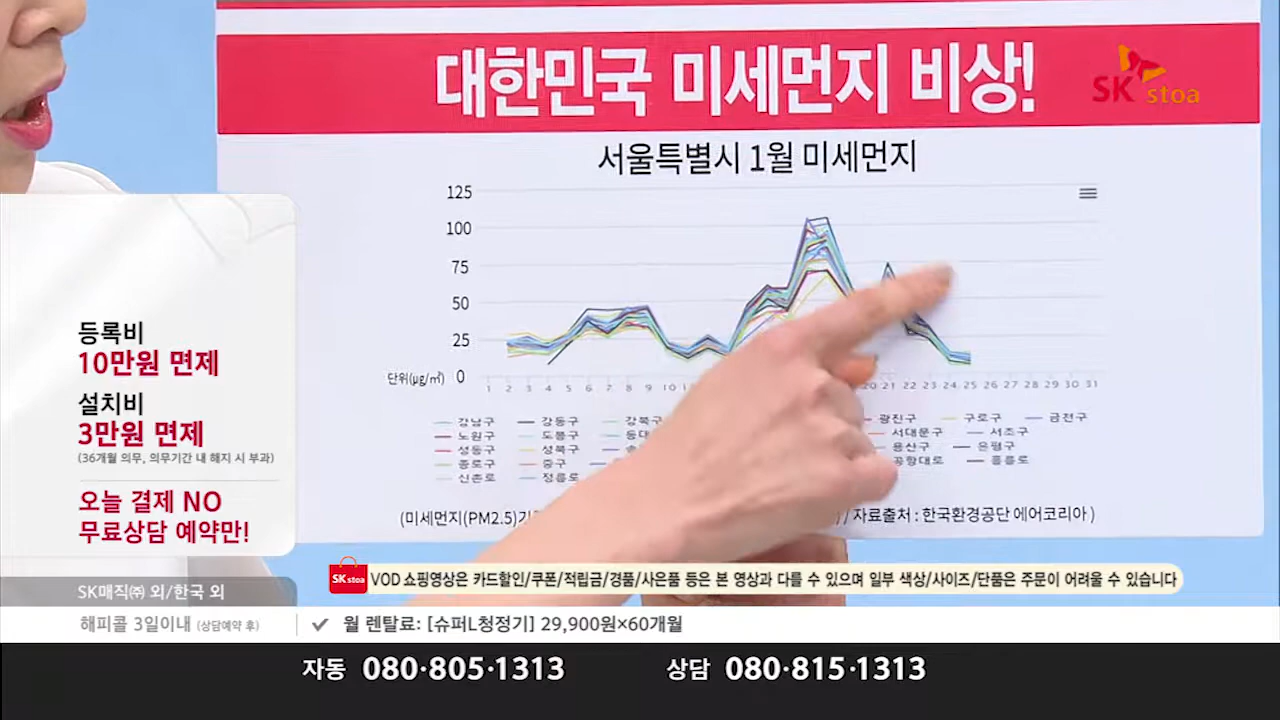 대한민국 미세먼지 비상!
SK stoa
서울특별시 1월 미세먼지
125
100
75
50
25
단위(㎍/㎥) 0
1 2 3 4 5 6 7 8 9 10 20 21 22 23 24 25 26 27 28 29 30 31
강남구 강동구 강북구 광진구 구로구 금천구
노원구 도봉구 서대문구 서초구
성동구 성북구 용산구 은평구
종로구 중구 공항대로 홍릉로
신촌로 정릉로
(미세먼지(PM2.5) / 자료출처 : 한국환경공단 에어코리아 )
등록비
10만원 면제
설치비
3만원 면제
(36개월 의무, 의무기간 내 해지 시 부과)
오늘 결제 NO
무료상담 예약만!
SK매직㈜ 외/한국 외
SK stoa VOD 쇼핑영상은 카드할인/쿠폰/적립금/경품/사은품 등은 본 영상과 다를 수 있으며 일부 색상/사이즈/단품은 주문이 어려울 수 있습니다
해피콜 3일이내 (상담예약 후) ✓ 월 렌탈료: [슈퍼L청정기] 29,900원×60개월
자동 080·805·1313 상담 080·815·1313